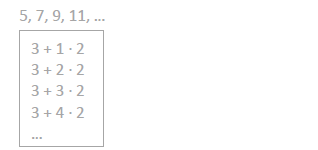 5, 7, 9, 11, ...
3 + 1 · 2
3 + 2 · 2
3 + 3 · 2
3 + 4 · 2
...